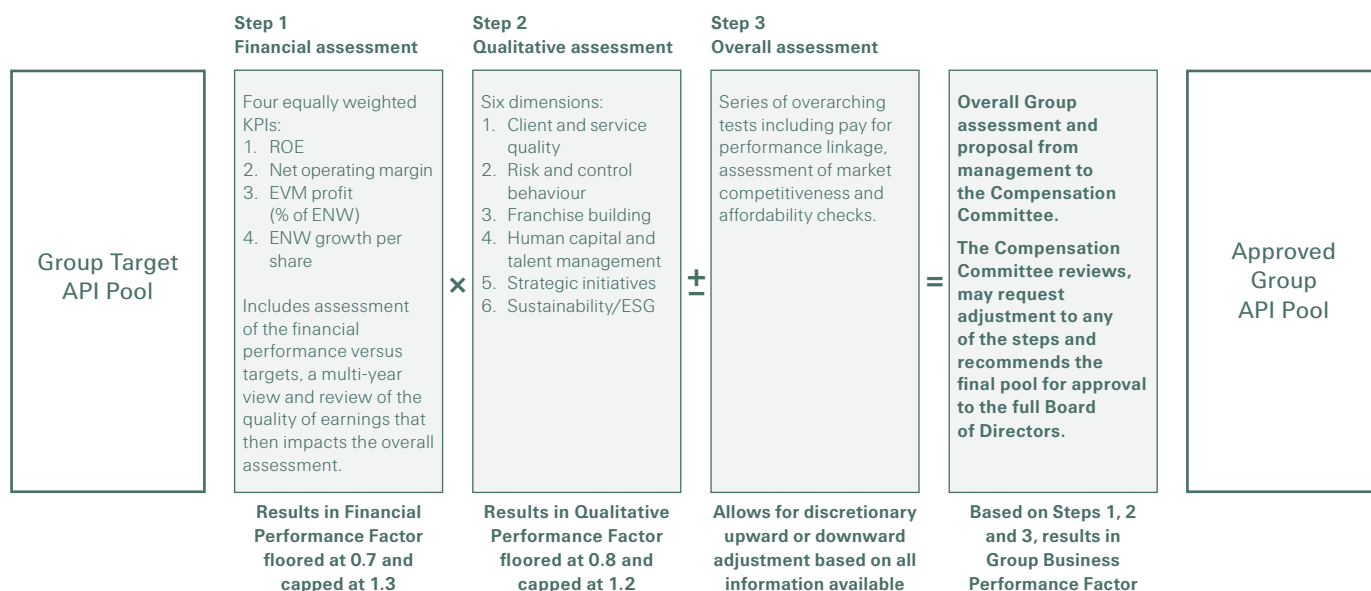 Step 1
Financial assessment
Step 2
Qualitative assessment
Step 3
Overall assessment
Group Target
API Pool
Four equally weighted
KPIs:
1. ROE
2. Net operating margin
3. EVM profit
(% of ENW)
4. ENW growth per
share
Includes assessment
of the financial
performance versus
targets, a multi-year
view and review of the
quality of earnings that
then impacts the overall
assessment.
Results in Financial
Performance Factor
floored at 0.7 and
capped at 1.3
×
Six dimensions:
1. Client and service
quality
2. Risk and control
behaviour
3. Franchise building
4. Human capital and
talent management
5. Strategic initiatives
6. Sustainability/ESG
Results in Qualitative
Performance Factor
floored at 0.8 and
capped at 1.2
±
Series of overarching
tests including pay for
performance linkage,
assessment of market
competitiveness and
affordability checks.
Allows for discretionary
upward or downward
adjustment based on all
information available
=
Overall Group
assessment and
proposal from
management to
the Compensation
Committee.
The Compensation
Committee reviews,
may request
adjustment to any
of the steps and
recommends the
final pool for approval
to the full Board
of Directors.
Based on Steps 1, 2
and 3, results in
Group Business
Performance Factor
Approved
Group
API Pool